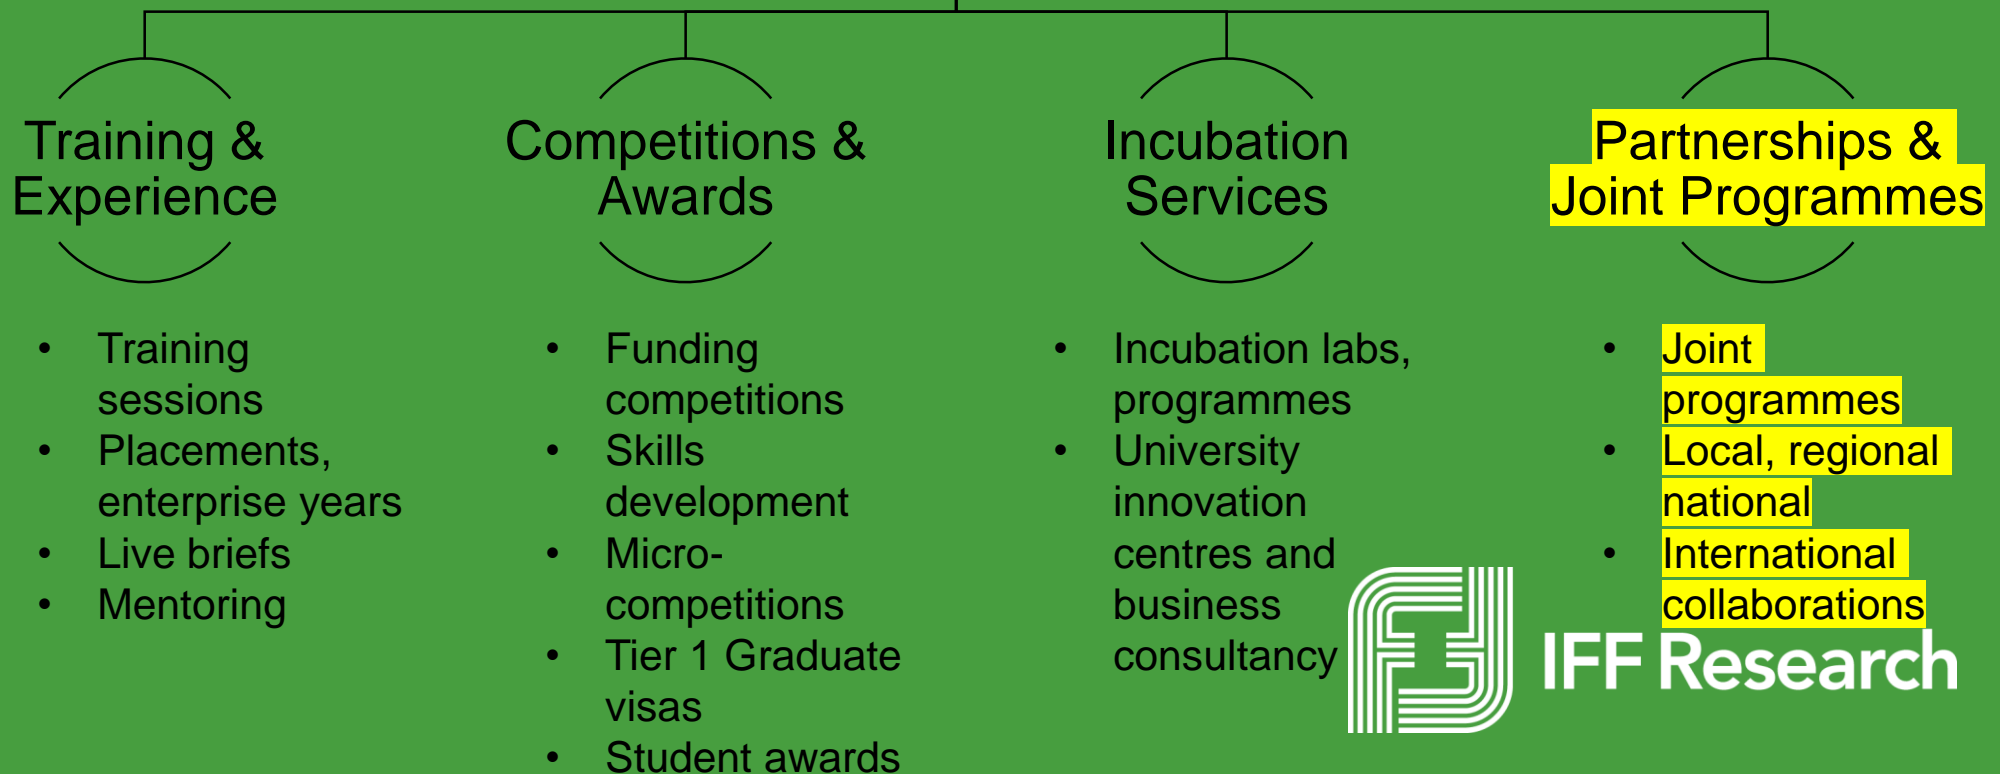 Training &
Experience
• Training
sessions
• Placements,
enterprise years
• Live briefs
• Mentoring
Competitions &
Awards
• Funding
competitions
• Skills
development
• Micro-
competitions
• Tier 1 Graduate
visas
• Student awards
Incubation
Services
• Incubation labs,
programmes
• University
innovation
centres and
business
consultancy
Partnerships &
Joint Programmes
• Joint
programmes
• Local, regional
national
• International
collaborations
IFF Research